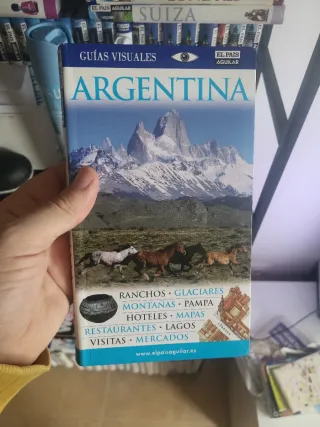 SUIZA
GUÍAS VISUALES
EL PAIS
AGUILAR
ARGENTINA
RANCHOS • GLACIARES
MONTAÑAS • PAMPA
HOTELES • MAPAS
RESTAURANTES • LAGOS
VISITAS • MERCADOS
www.elpaisaguilar.es